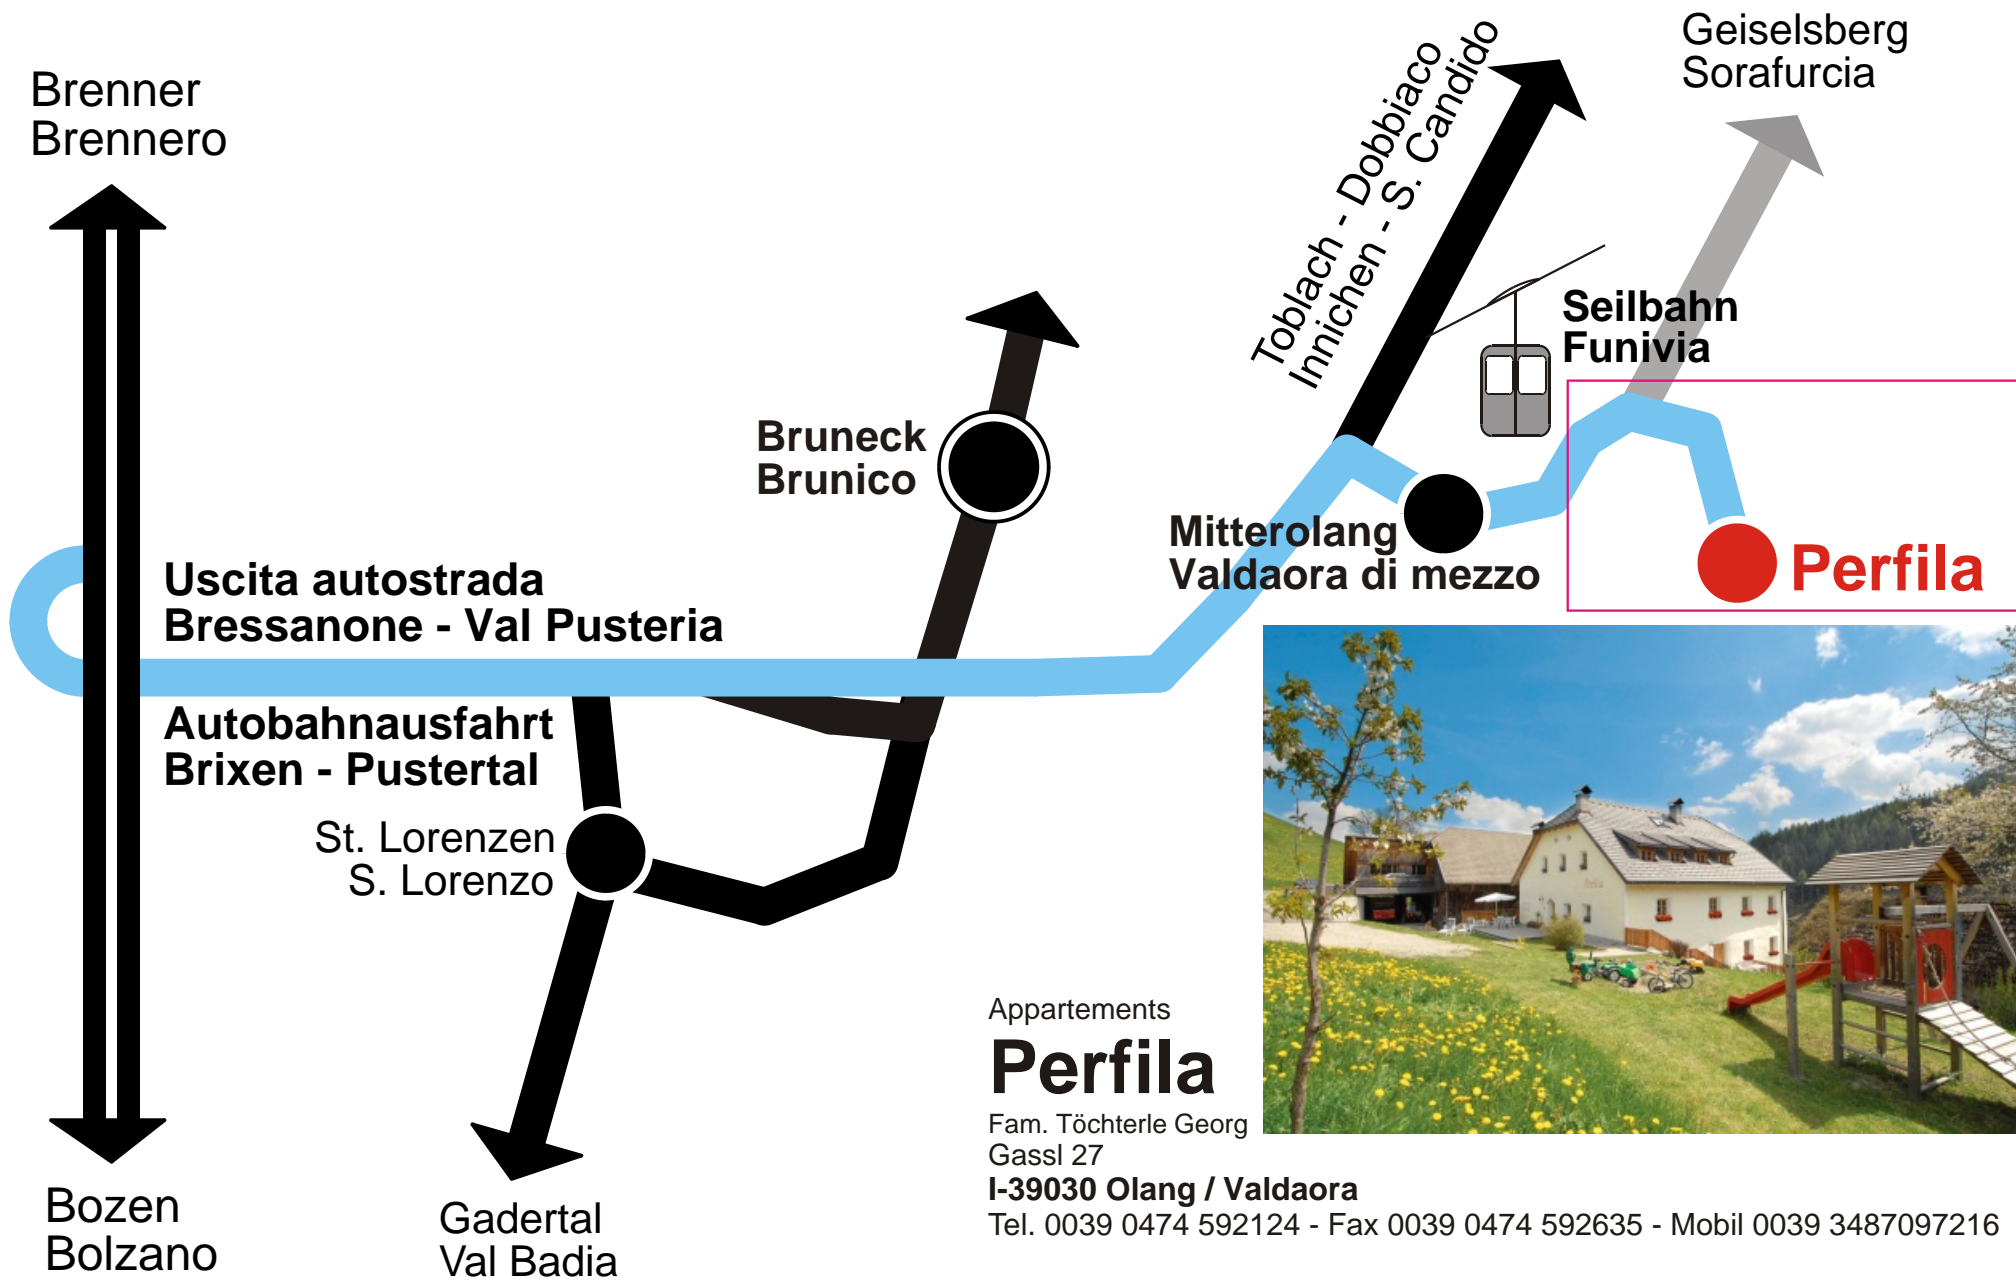 Geiselsberg
Sorafurcia
Toblach - Dobbiaco
Innichen - S. Candido
Brenner
Brennero
Seilbahn
Funivia
Bruneck
Brunico
Mitterolang
Valdaora di mezzo
Perfila
Uscita autostrada
Bressanone - Val Pusteria
Autobahnausfahrt
Brixen - Pustertal
St. Lorenzen
S. Lorenzo
Bozen
Bolzano
Gadertal
Val Badia
Appartements
Perfila
Fam. Töchterle Georg
Gassl 27
I-39030 Olang / Valdaora
Tel. 0039 0474 592124 - Fax 0039 0474 592635 - Mobil 0039 3487097216